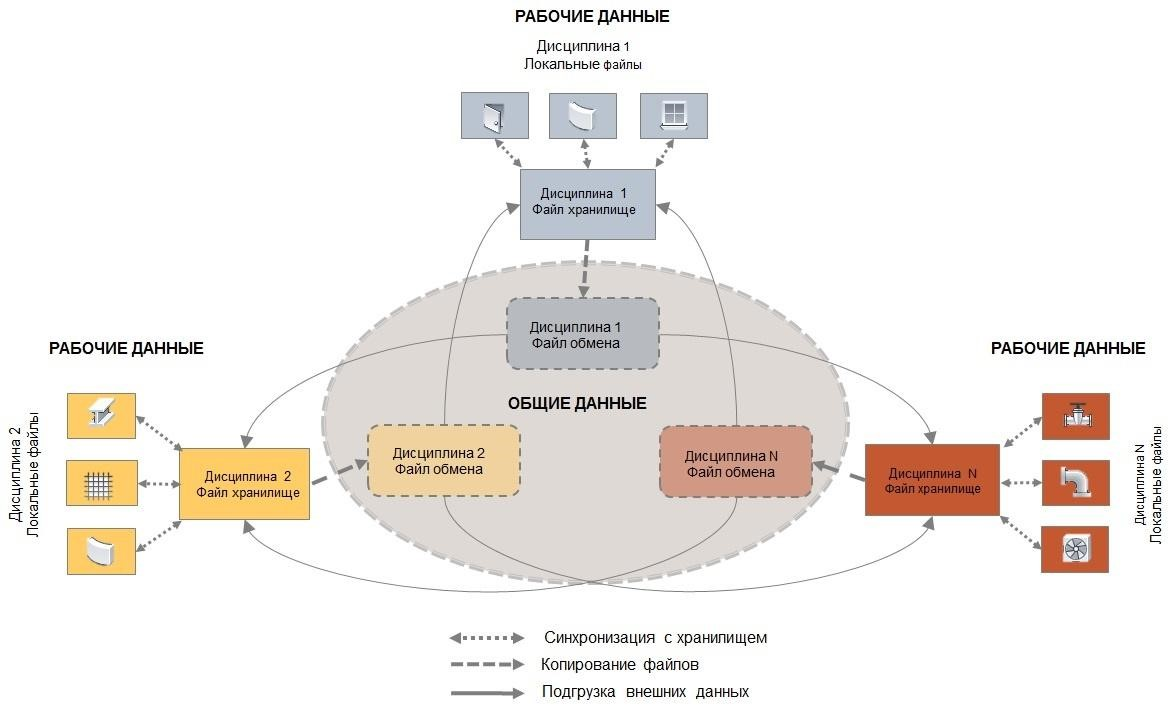 РАБОЧИЕ ДАННЫЕ
Дисциплина 1
Локальные файлы
Дисциплина 1
Файл хранилище
Дисциплина 1
Файл обмена
РАБОЧИЕ ДАННЫЕ
РАБОЧИЕ ДАННЫЕ
ОБЩИЕ ДАННЫЕ
Дисциплина 2
Локальные файлы
Дисциплина 2
Файл хранилище
Дисциплина 2
Файл обмена
Дисциплина N
Файл обмена
Дисциплина N
Файл хранилище
Дисциплина N
Локальные файлы
Синхронизация с хранилищем
Копирование файлов
Подгрузка внешних данных